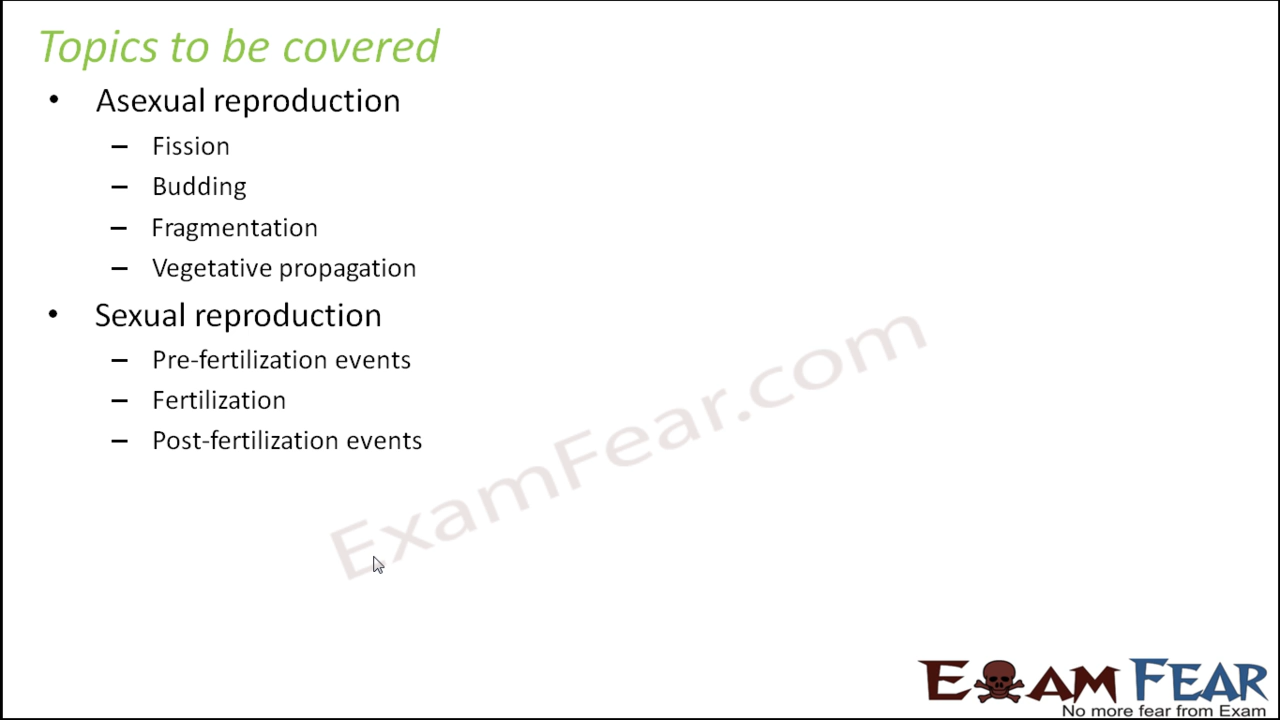 Topics to be covered
• Asexual reproduction
– Fission
– Budding
– Fragmentation
– Vegetative propagation
• Sexual reproduction
– Pre-fertilization events
– Fertilization
– Post-fertilization events
ExamFear.com
EXAM FEAR
No more fear from Exam